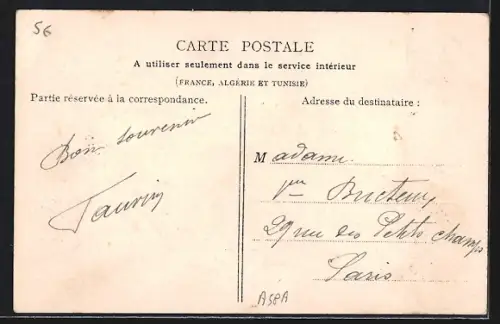 56
CARTE POSTALE
A utiliser seulement dans le service intérieur
(FRANCE, ALGÉRIE ET TUNISIE)
Partie réservée à la correspondance.
Adresse du destinataire :
Bon souvenir
Madame
Vve
29 rue des Petits champs
Paris
ASPA